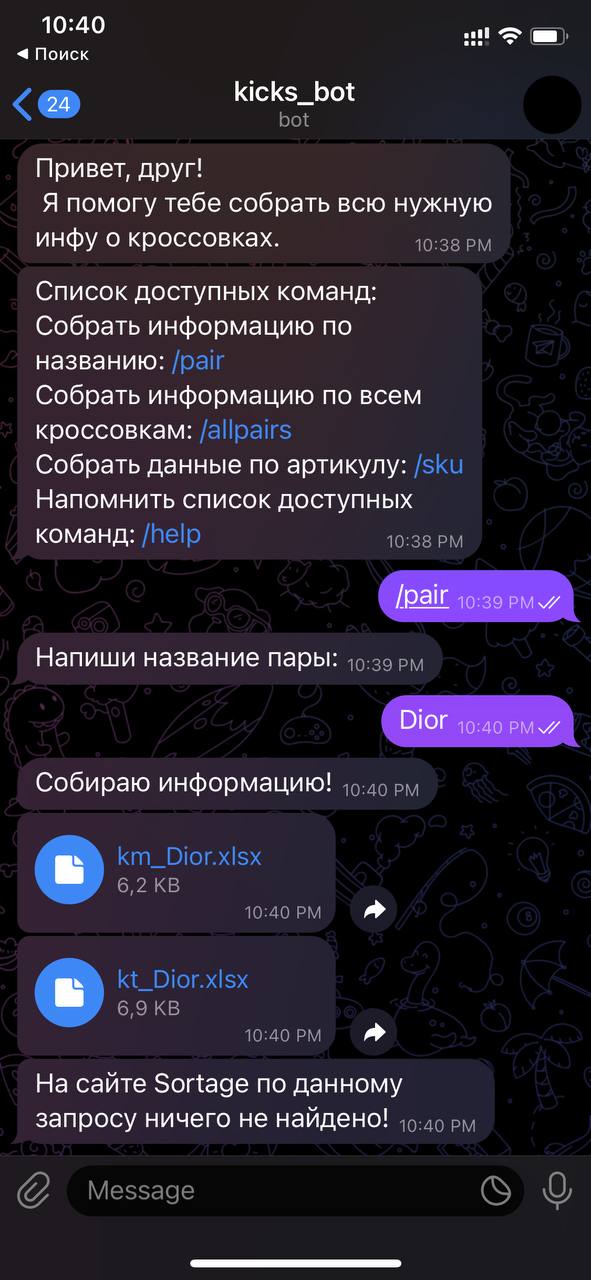 10:40
◀ Поиск
24
kicks_bot
bot
Привет, друг!
Я помогу тебе собрать всю нужную
инфу о кроссовках.
10:38 PM
Список доступных команд:
Собрать информацию по
названию: /pair
Собрать информацию по всем
кроссовкам: /allpairs
Собрать данные по артикулу: /sku
Напомнить список доступных
команд: /help
10:38 PM
/pair 10:39 PM
Напиши название пары: 10:39 PM
Dior 10:40 PM
Собираю информацию! 10:40 PM
km_Dior.xlsx
6,2 KB
10:40 PM
kt_Dior.xlsx
6,9 KB
10:40 PM
На сайте Sortage по данному
запросу ничего не найдено! 10:40 PM
Message